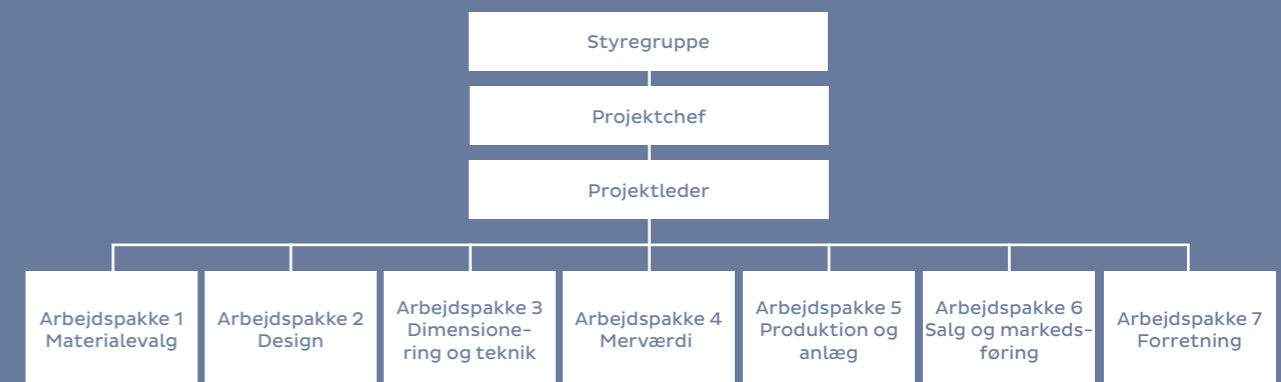 Styregruppe
Projektchef
Projektleder
Arbejdspakke 1
Materialevalg
Arbejdspakke 2
Design
Arbejdspakke 3
Dimensione-
ring og teknik
Arbejdspakke 4
Merværdi
Arbejdspakke 5
Produktion og
anlæg
Arbejdspakke 6
Salg og markeds-
føring
Arbejdspakke 7
Forretning